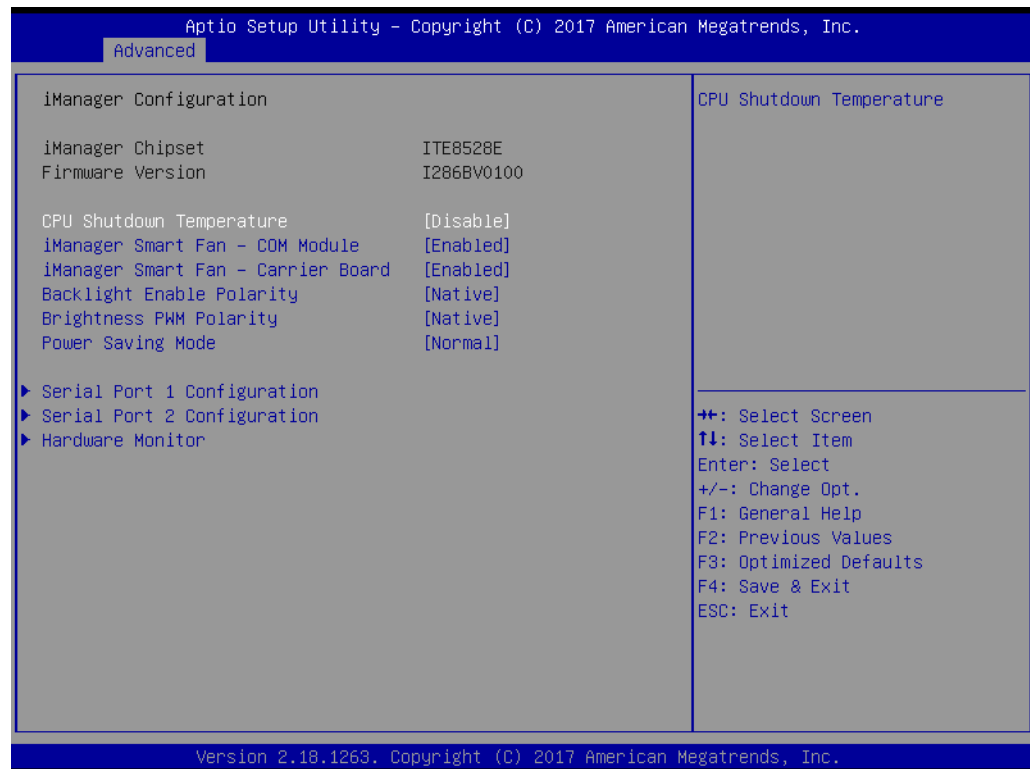 Aptio Setup Utility – Copyright (C) 2017 American Megatrends, Inc.
Advanced
iManager Configuration
iManager Chipset ITE8528E
Firmware Version I286BV0100
CPU Shutdown Temperature [Disable]
iManager Smart Fan – COM Module [Enabled]
iManager Smart Fan – Carrier Board [Enabled]
Backlight Enable Polarity [Native]
Brightness PWM Polarity [Native]
Power Saving Mode [Normal]
Serial Port 1 Configuration
Serial Port 2 Configuration
Hardware Monitor
CPU Shutdown Temperature
→←: Select Screen
↑↓: Select Item
Enter: Select
+/-: Change Opt.
F1: General Help
F2: Previous Values
F3: Optimized Defaults
F4: Save & Exit
ESC: Exit
Version 2.18.1263. Copyright (C) 2017 American Megatrends, Inc.